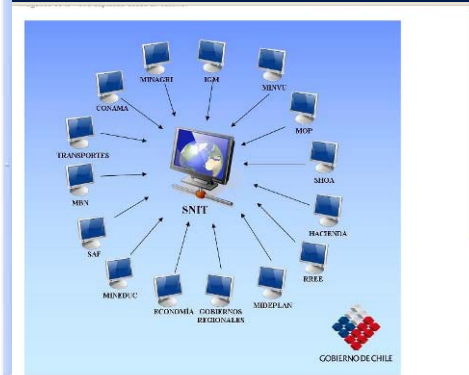 MINAGRI
IGM
MINVU
CONAMA
MOP
TRANSPORTES
SHOA
MBN
SNIT
HACIENDA
SAF
RREE
MINEDUC
MIDEPLAN
ECONOMÍA
GOBIERNOS
REGIONALES
GOBIERNO DE CHILE